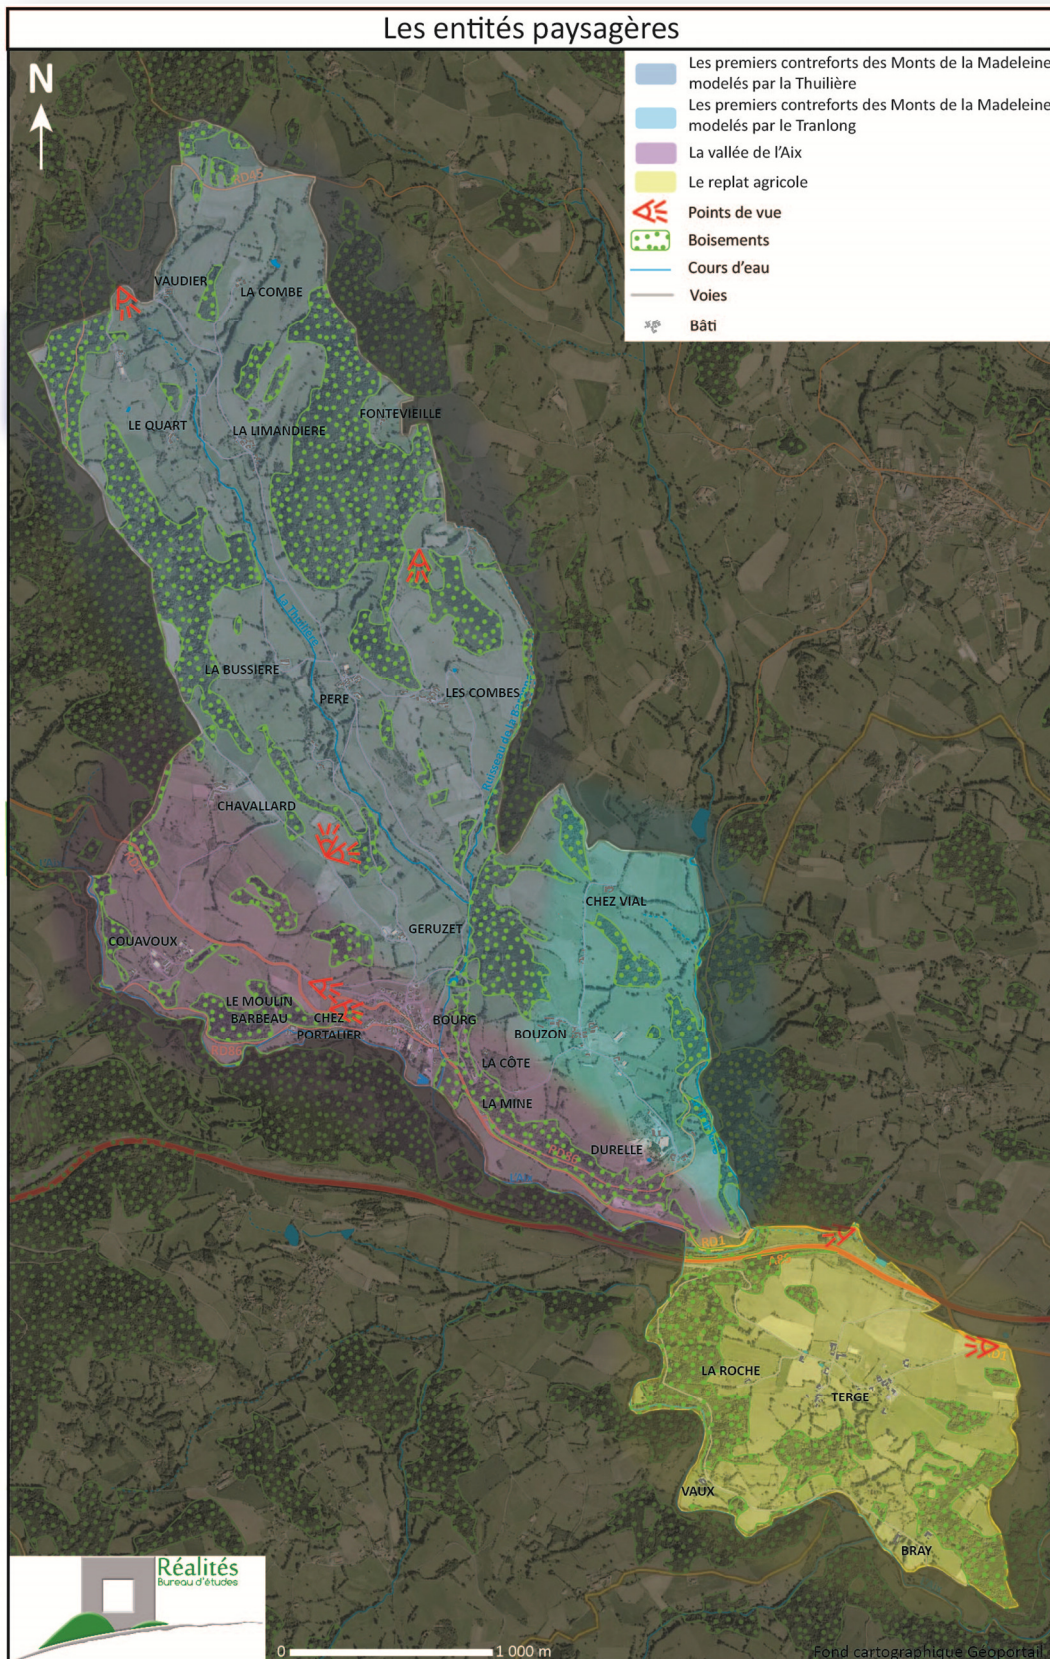 Les entités paysagères
N
Les premiers contreforts des Monts de la Madeleine
modelés par la Thuilière
Les premiers contreforts des Monts de la Madeleine
modelés par le Tranlong
La vallée de l'Aix
Le replat agricole
Points de vue
Boisements
Cours d'eau
Voies
Bâti
VAUDIER
LA COMBE
FONTEVIEILLE
LE QUART
LA LIMANDIERE
La Thuilière
LA BUSSIERE
PERE
LES COMBES
Ruisseau de la
CHAVALLARD
CHEZ VIAL
GERUZET
COUAVOUX
LE MOULIN
BARBEAU
CHEZ
PORTALIER
BOURG
BOUZON
LA CÔTE
LA MINE
DURELLE
RD1
LA ROCHE
TERGE
VAUX
BRAY
Réalités
Bureau d'études
0
1 000 m
Fond cartographique Géoportail